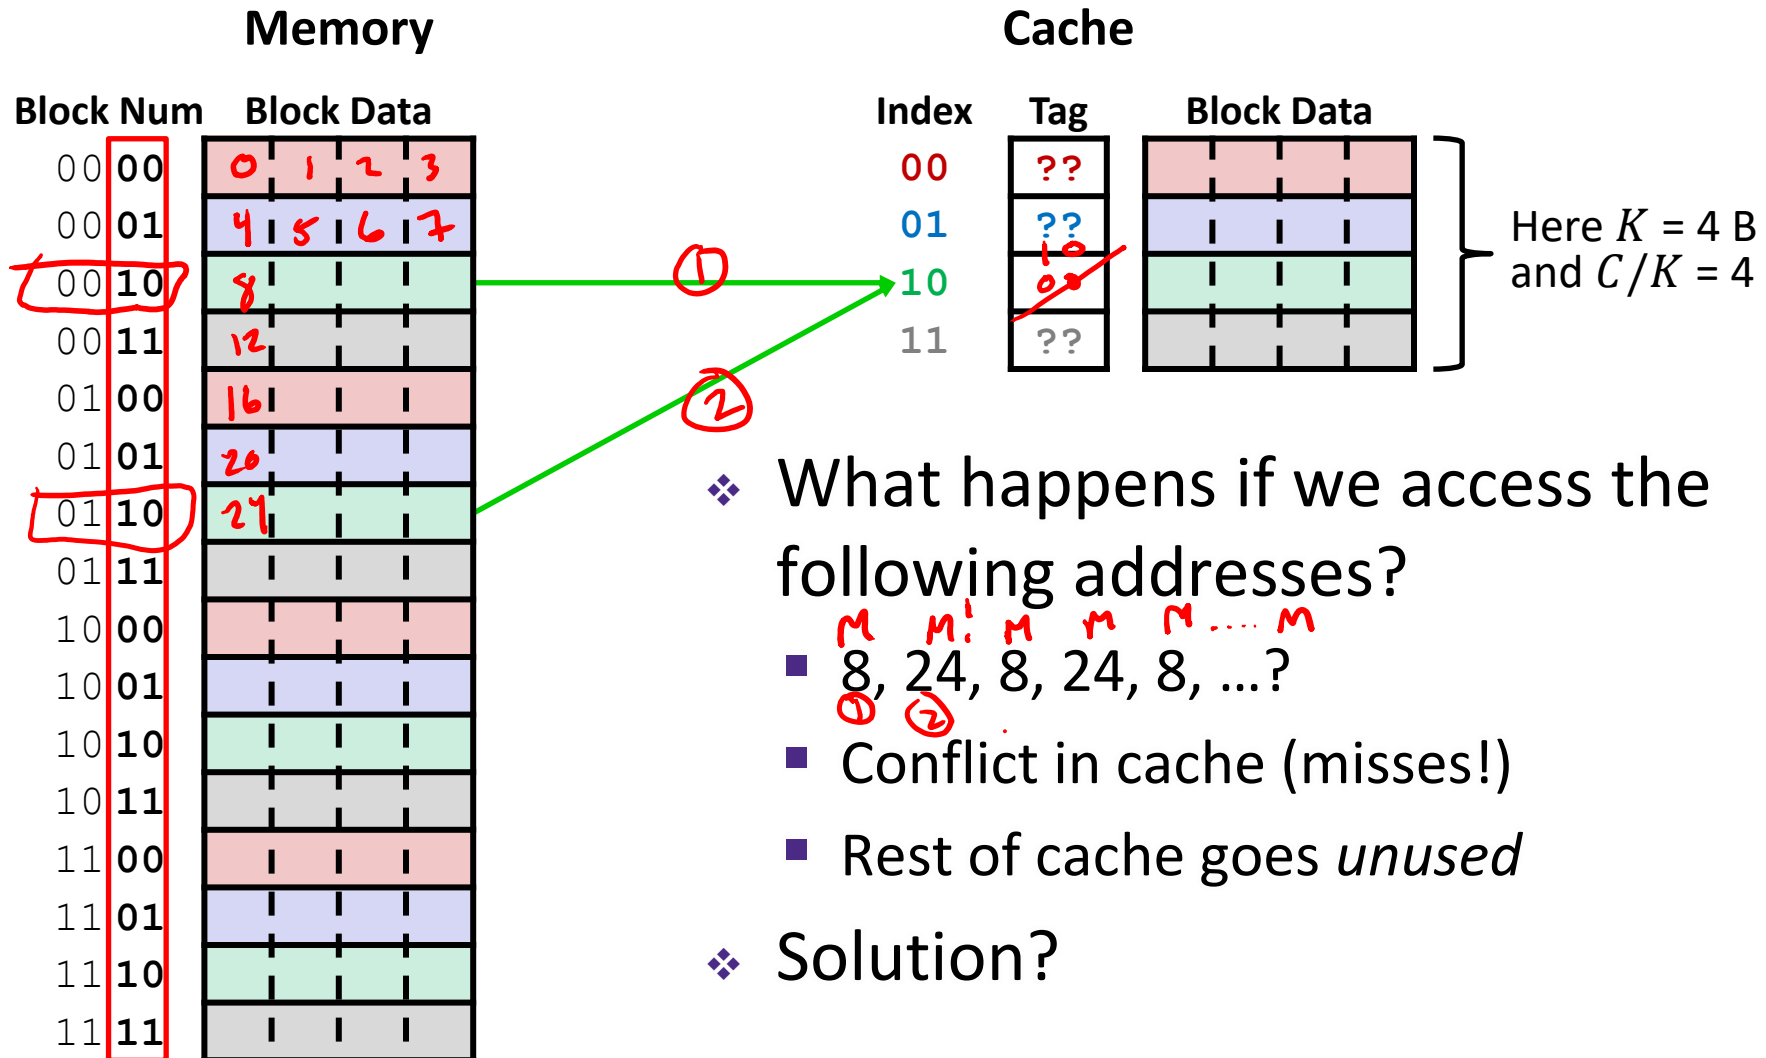 Memory
Cache
Block Num Block Data
Index Tag Block Data
00 00 0 1 2 3
00 01 4 5 6 7
00 10 8
00 11 12
01 00 16
01 01 20
01 10 24
01 11
10 00
10 01
10 10
10 11
11 00
11 01
11 10
11 11
①
②
00 ??
01 ??
10
10 00
11 ??
Here K = 4 B
and C/K = 4
What happens if we access the
following addresses?
M M! M M M .... M
8, 24, 8, 24, 8, …?
① ②
Conflict in cache (misses!)
Rest of cache goes unused
Solution?